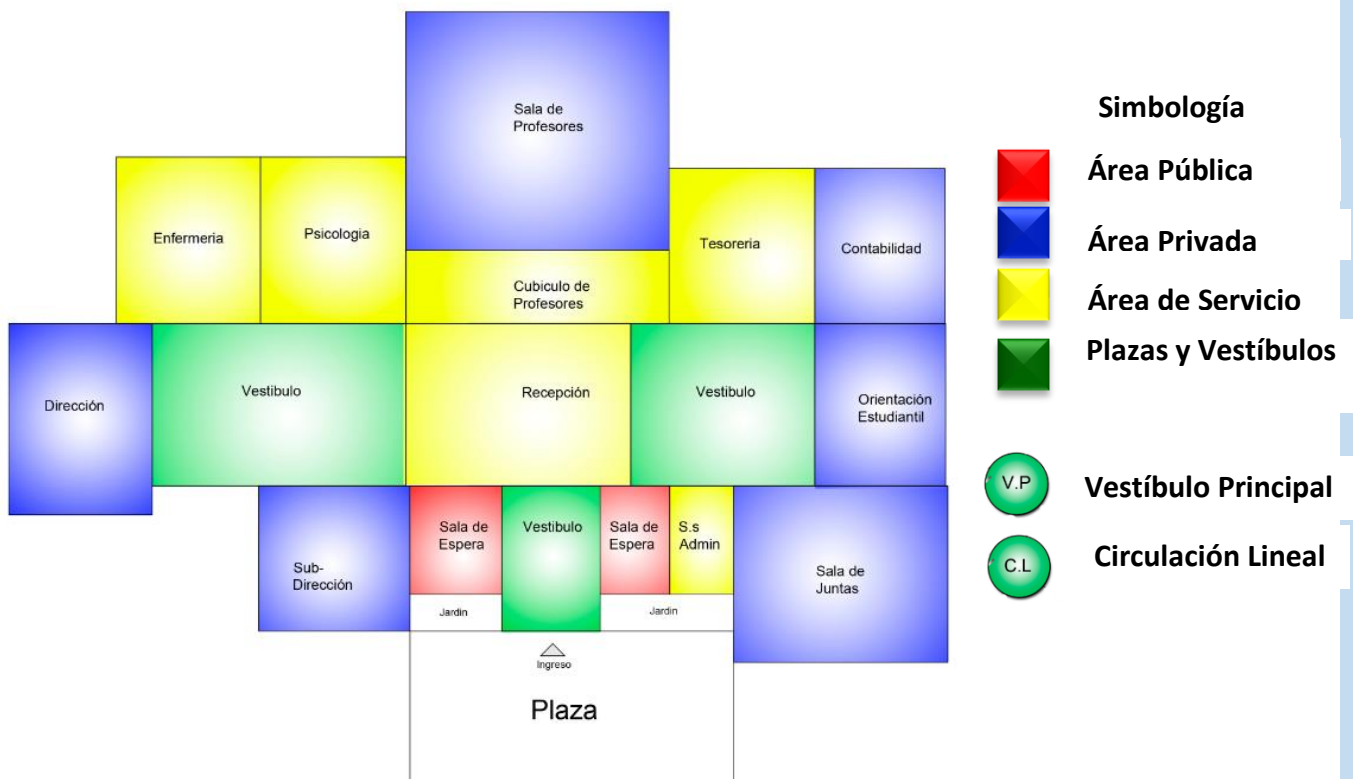 Sala de
Profesores
Enfermeria
Psicologia
Tesoreria
Contabilidad
Cubiculo de
Profesores
Dirección
Vestibulo
Recepción
Vestibulo
Orientación
Estudiantil
Sub-
Dirección
Sala de
Espera
Vestibulo
Sala de
Espera
S.s
Admin
Sala de
Juntas
Jardin
Jardin
Ingreso
Plaza
Simbología
Área Pública
Área Privada
Área de Servicio
Plazas y Vestíbulos
V.P
Vestíbulo Principal
C.L
Circulación Lineal